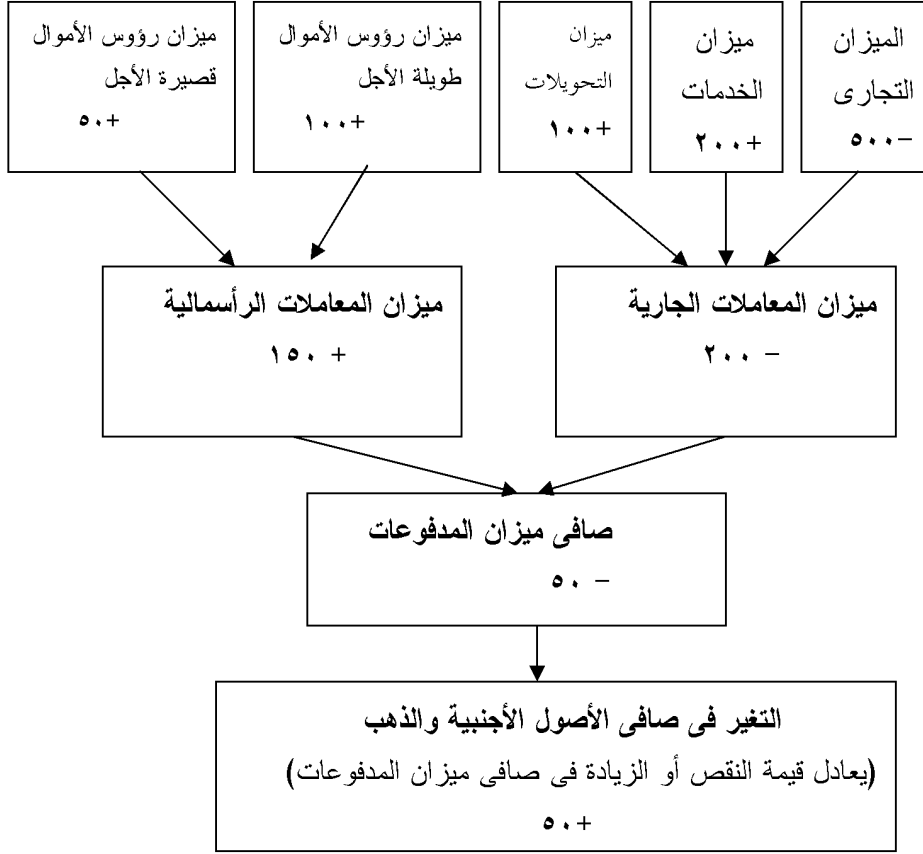 الميزان
التجارى
−٥٠٠
ميزان
الخدمات
+٢٠٠
ميزان
التحويلات
+١٠٠
ميزان رؤوس الأموال
طويلة الأجل
+١٠٠
ميزان رؤوس الأموال
قصيرة الأجل
+٥٠
ميزان المعاملات الجارية
− ٢٠٠
ميزان المعاملات الرأسمالية
+ ١٥٠
صافى ميزان المدفوعات
− ٥٠
التغير فى صافى الأصول الأجنبية والذهب
(يعادل قيمة النقص أو الزيادة فى صافى ميزان المدفوعات)
+٥٠